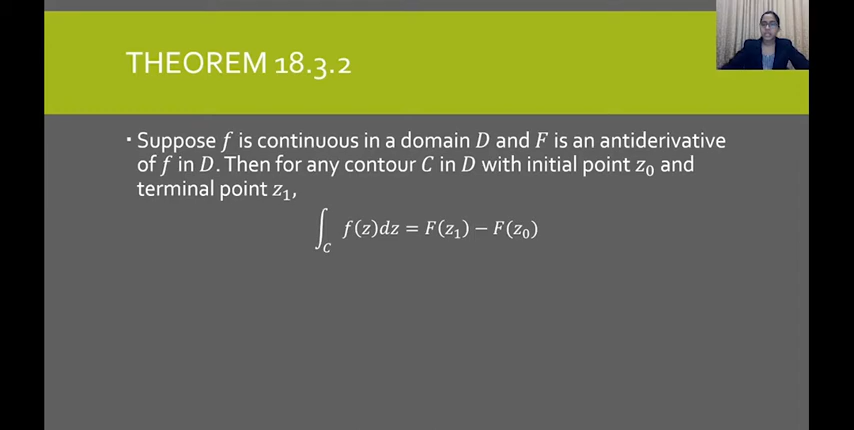 THEOREM 18.3.2
▪ Suppose f is continuous in a domain D and F is an antiderivative
of f in D. Then for any contour C in D with initial point z₀ and
terminal point z₁,
∫_C f(z)dz = F(z₁) − F(z₀)